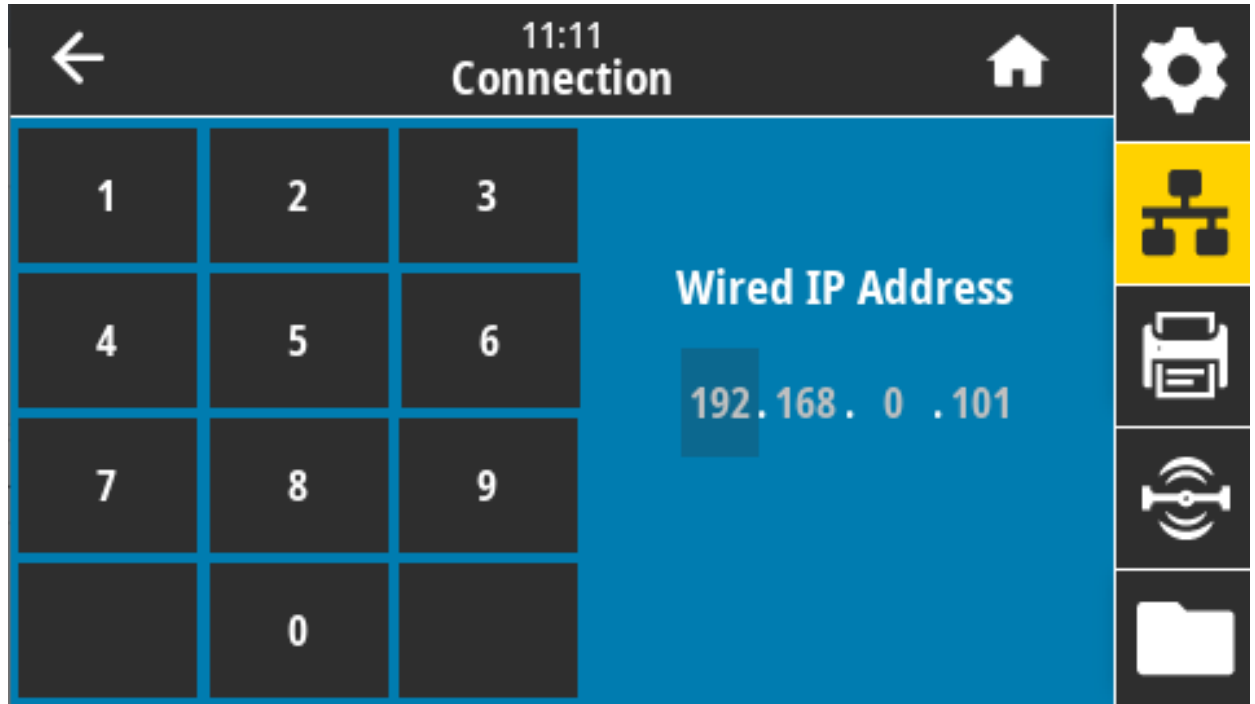 11:11
Connection
1 2 3
4 5 6
7 8 9
0
Wired IP Address
192.168. 0 .101